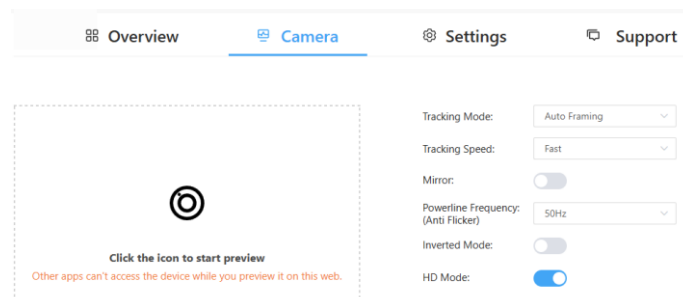 Overview Camera Settings Support
Tracking Mode: Auto Framing
Tracking Speed: Fast
Mirror:
Powerline Frequency:
(Anti Flicker) 50Hz
Inverted Mode:
HD Mode:
Click the icon to start preview
Other apps can't access the device while you preview it on this web.